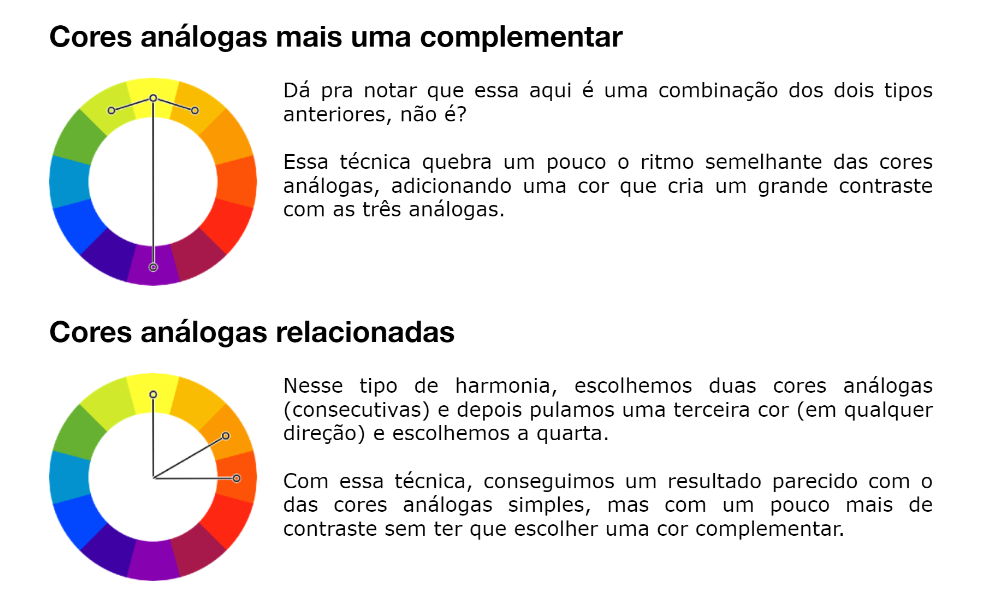 Cores análogas mais uma complementar
Dá pra notar que essa aqui é uma combinação dos dois tipos
anteriores, não é?
Essa técnica quebra um pouco o ritmo semelhante das cores
análogas, adicionando uma cor que cria um grande contraste
com as três análogas.
Cores análogas relacionadas
Nesse tipo de harmonia, escolhemos duas cores análogas
(consecutivas) e depois pulamos uma terceira cor (em qualquer
direção) e escolhemos a quarta.
Com essa técnica, conseguimos um resultado parecido com o
das cores análogas simples, mas com um pouco mais de
contraste sem ter que escolher uma cor complementar.